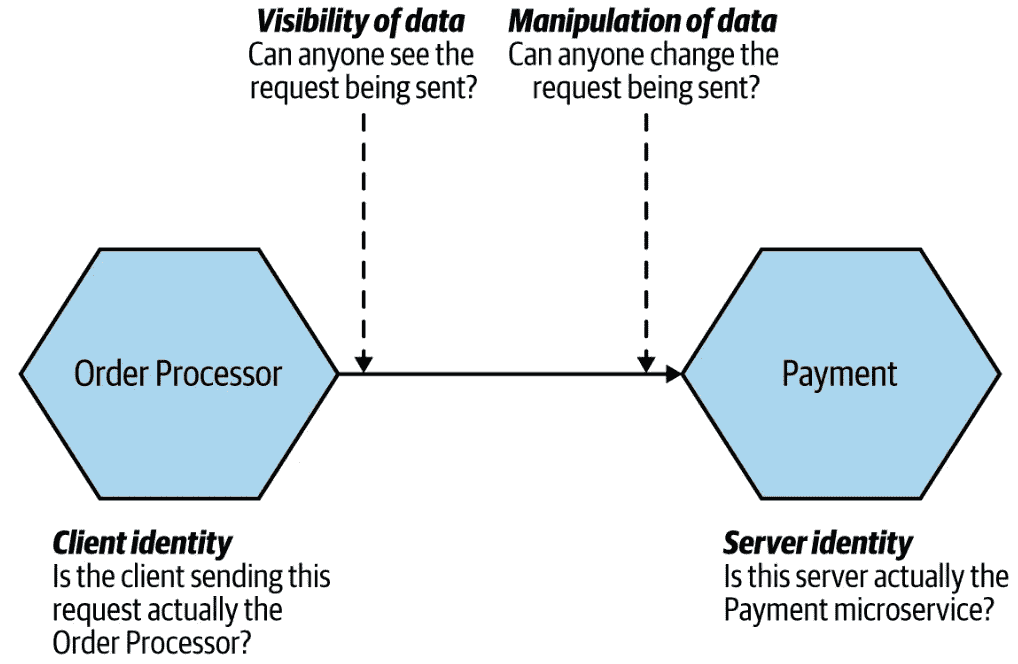 Visibility of data
Can anyone see the
request being sent?
Manipulation of data
Can anyone change the
request being sent?
Order Processor
Payment
Client identity
Is the client sending this
request actually the
Order Processor?
Server identity
Is this server actually the
Payment microservice?